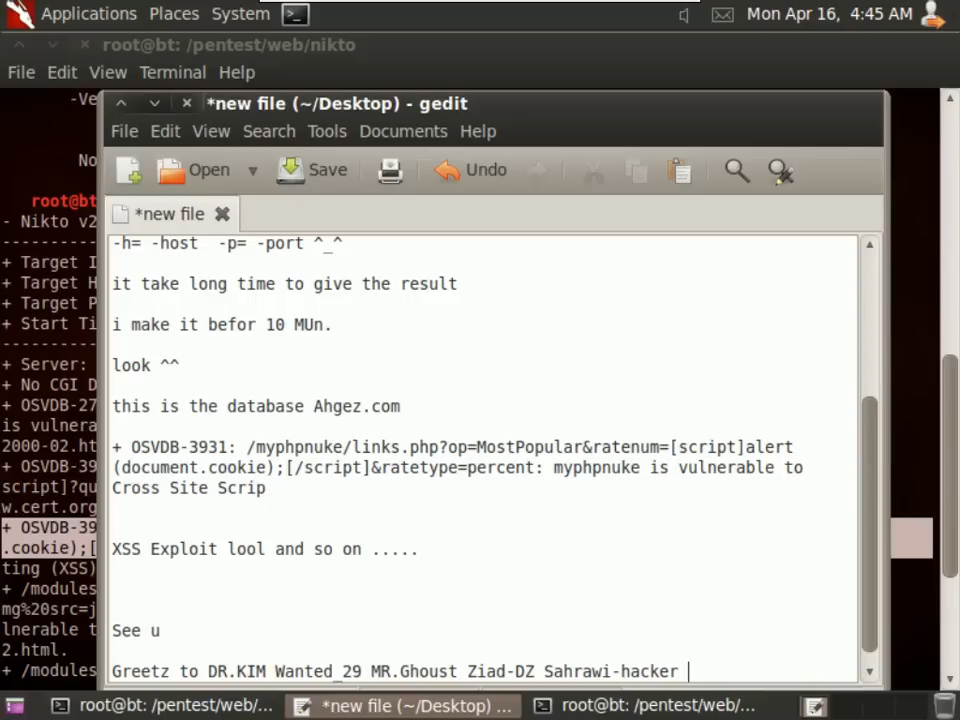 Applications Places System Mon Apr 16, 4:45 AM
root@bt: /pentest/web/nikto
File Edit View Terminal Help
-Ve
No
root@bt
- Nikto v2
+ Target I
+ Target H
+ Target P
+ Start Ti
+ Server:
+ No CGI D
+ OSVDB-27
is vulnera
2000-02.ht
+ OSVDB-39
script]?qu
w.cert.org
+ OSVDB-39
.cookie);[
ting (XSS)
+ /modules
mg%20src=j
lnerable t
2.html.
+ /modules
*new file (~/Desktop) - gedit
File Edit View Search Tools Documents Help
Open Save Undo
*new file
-h= -host  -p= -port ^_^
it take long time to give the result
i make it befor 10 MUn.
look ^^
this is the database Ahgez.com
+ OSVDB-3931: /myphpnuke/links.php?op=MostPopular&ratenum=[script]alert
(document.cookie);[/script]&ratetype=percent: myphpnuke is vulnerable to
Cross Site Scrip
XSS Exploit lool and so on .....
See u
Greetz to DR.KIM Wanted_29 MR.Ghoust Ziad-DZ Sahrawi-hacker
root@bt: /pentest/web/... *new file (~/Desktop) ... root@bt: /pentest/web/...